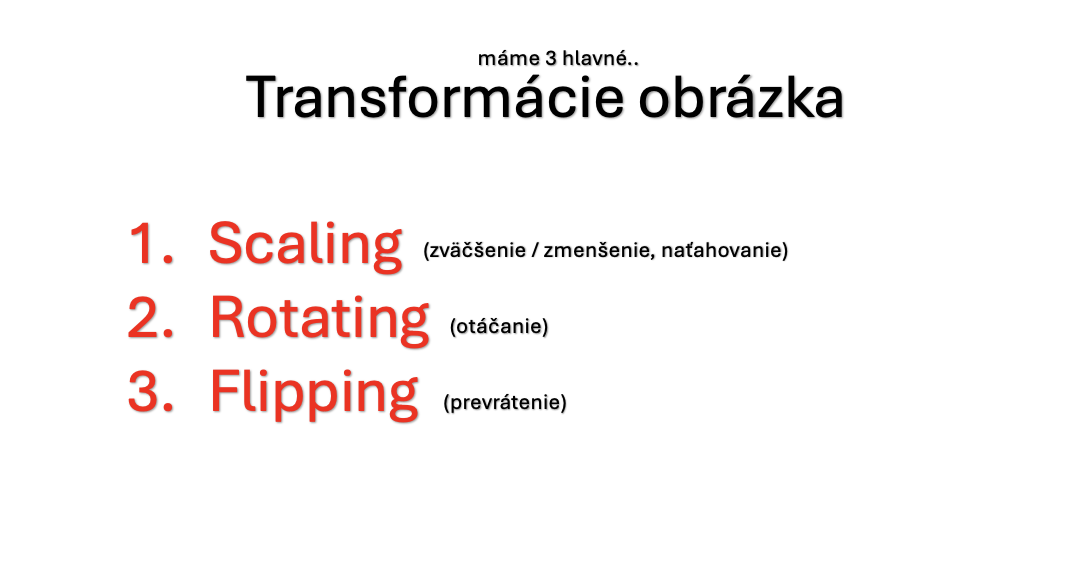 máme 3 hlavné..
Transformácie obrázka
1. Scaling (zväčšenie / zmenšenie, naťahovanie)
2. Rotating (otáčanie)
3. Flipping (prevrátenie)